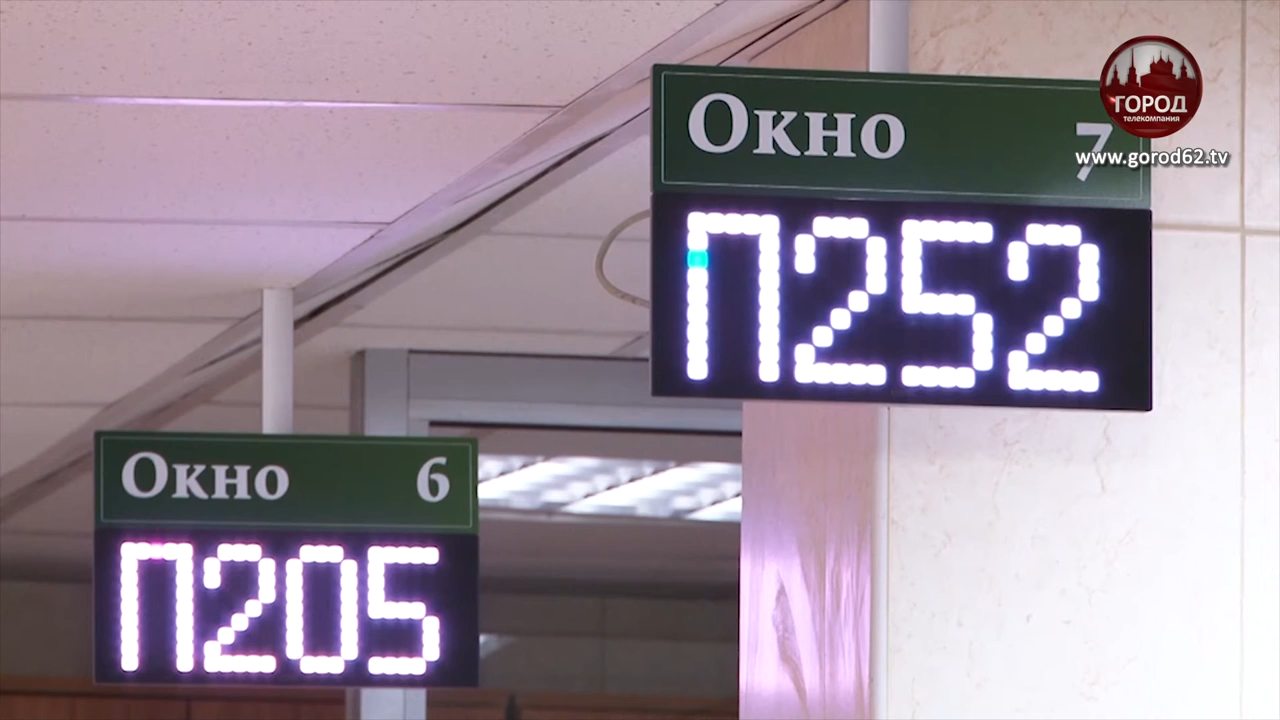 ГОРОД
телекомпания
www.gorod62.tv
Окно 7
П252
Окно 6
П205